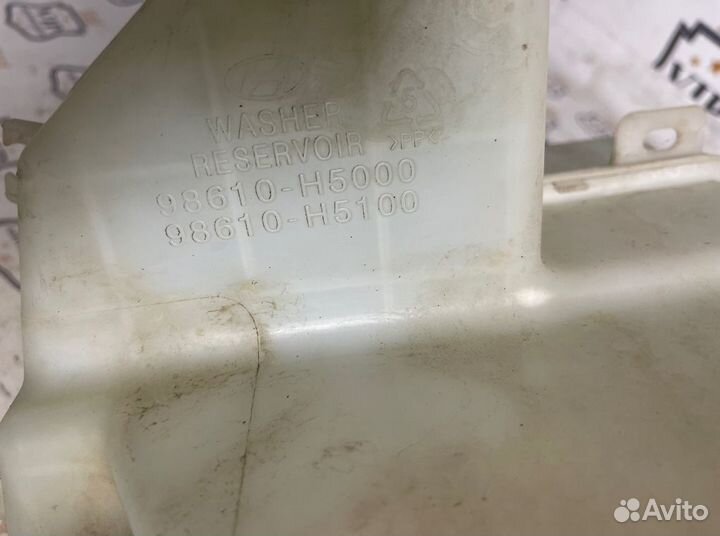 WASHER
RESERVOIR >PP<
98610-H5000
98610-H5100
Avito